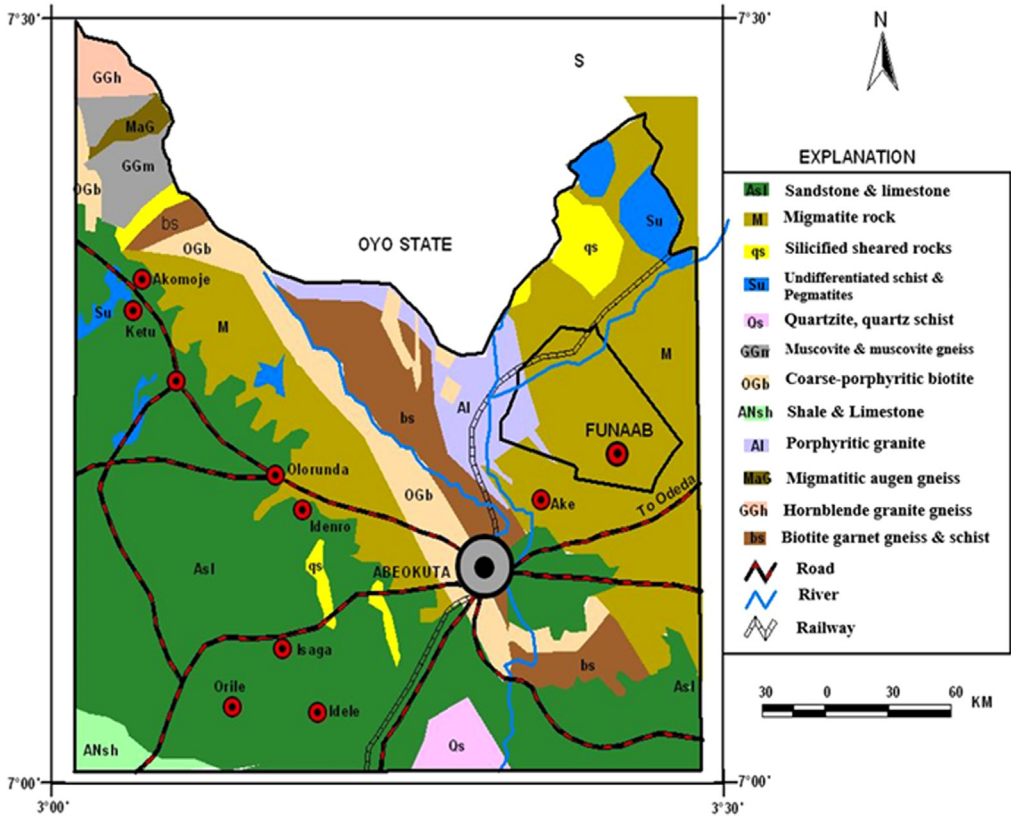 7°30'
7°30'
N
S
GGh
MaG
GGm
OGb
bs
OGb
OYO STATE
Su
qs
Akomoje
Su
Ketu
M
M
Al
bs
FUNAAB
Olorunda
OGb
Ake
To Odeda
Idenro
Asl
qs
ABEOKUTA
Isaga
bs
Asl
Orile
Idele
ANsh
Qs
7°00'
7°00'
3°00'
3°30'
EXPLANATION
Asl Sandstone & limestone
M Migmatite rock
qs Silicified sheared rocks
Su Undifferentiated schist &
Pegmatites
Qs Quartzite, quartz schist
GGm Muscovite & muscovite gneiss
OGb Coarse-porphyritic biotite
ANsh Shale & Limestone
Al Porphyritic granite
MaG Migmatitic augen gneiss
GGh Hornblende granite gneiss
bs Biotite garnet gneiss & schist
Road
River
Railway
30 0 30 60 KM